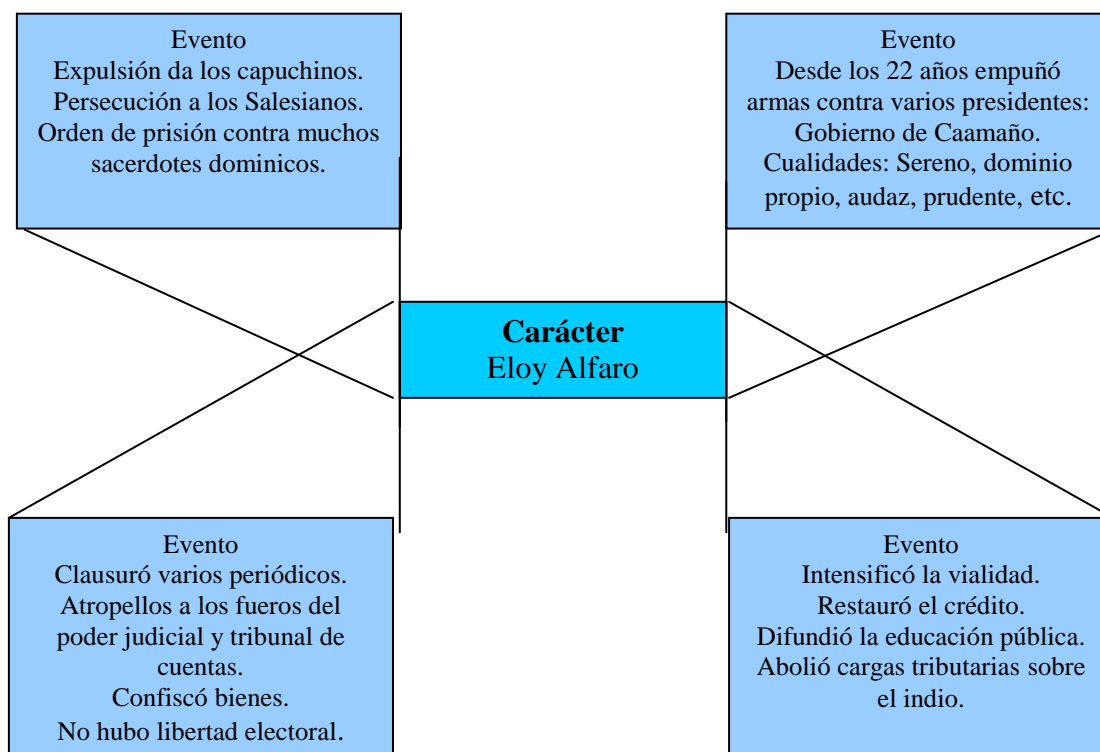 Evento
Expulsión da los capuchinos.
Persecución a los Salesianos.
Orden de prisión contra muchos
sacerdotes dominicos.
Evento
Desde los 22 años empuñó
armas contra varios presidentes:
Gobierno de Caamaño.
Cualidades: Sereno, dominio
propio, audaz, prudente, etc.
Carácter
Eloy Alfaro
Evento
Clausuró varios periódicos.
Atropellos a los fueros del
poder judicial y tribunal de
cuentas.
Confiscó bienes.
No hubo libertad electoral.
Evento
Intensificó la vialidad.
Restauró el crédito.
Difundió la educación pública.
Abolió cargas tributarias sobre
el indio.